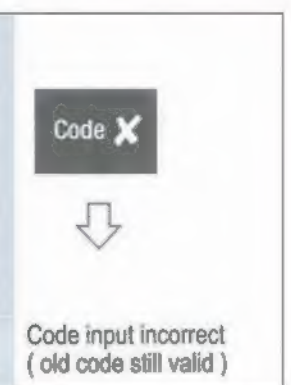 Code ✘
Code input incorrect
( old code still valid )